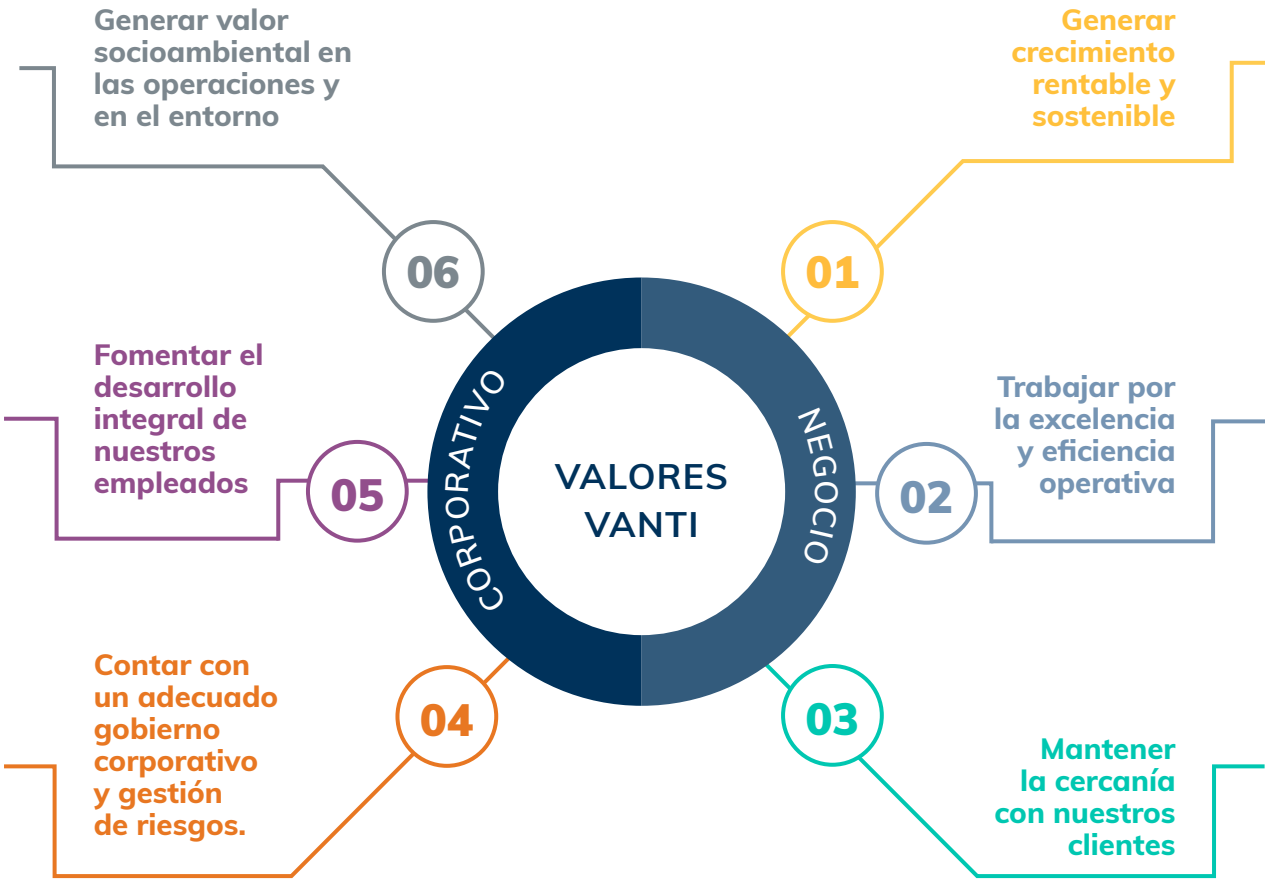 Generar valor
socioambiental en
las operaciones y
en el entorno
06
Generar
crecimiento
rentable y
sostenible
01
Fomentar el
desarrollo
integral de
nuestros
empleados
05
CORPORATIVO
VALORES
VANTI
NEGOCIO
Trabajar por
la excelencia
y eficiencia
operativa
02
Contar con
un adecuado
gobierno
corporativo
y gestión
de riesgos.
04
03
Mantener
la cercanía
con nuestros
clientes